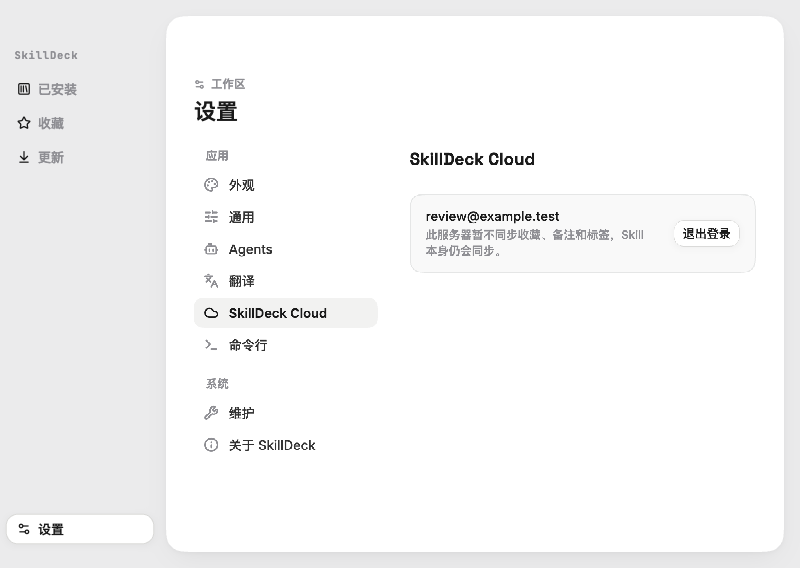 SkillDeck
已安装
收藏
更新
设置
工作区
设置
应用
外观
通用
Agents
翻译
SkillDeck Cloud
命令行
系统
维护
关于 SkillDeck
SkillDeck Cloud
review@example.test
此服务器暂不同步收藏、备注和标签，Skill
本身仍会同步。
退出登录